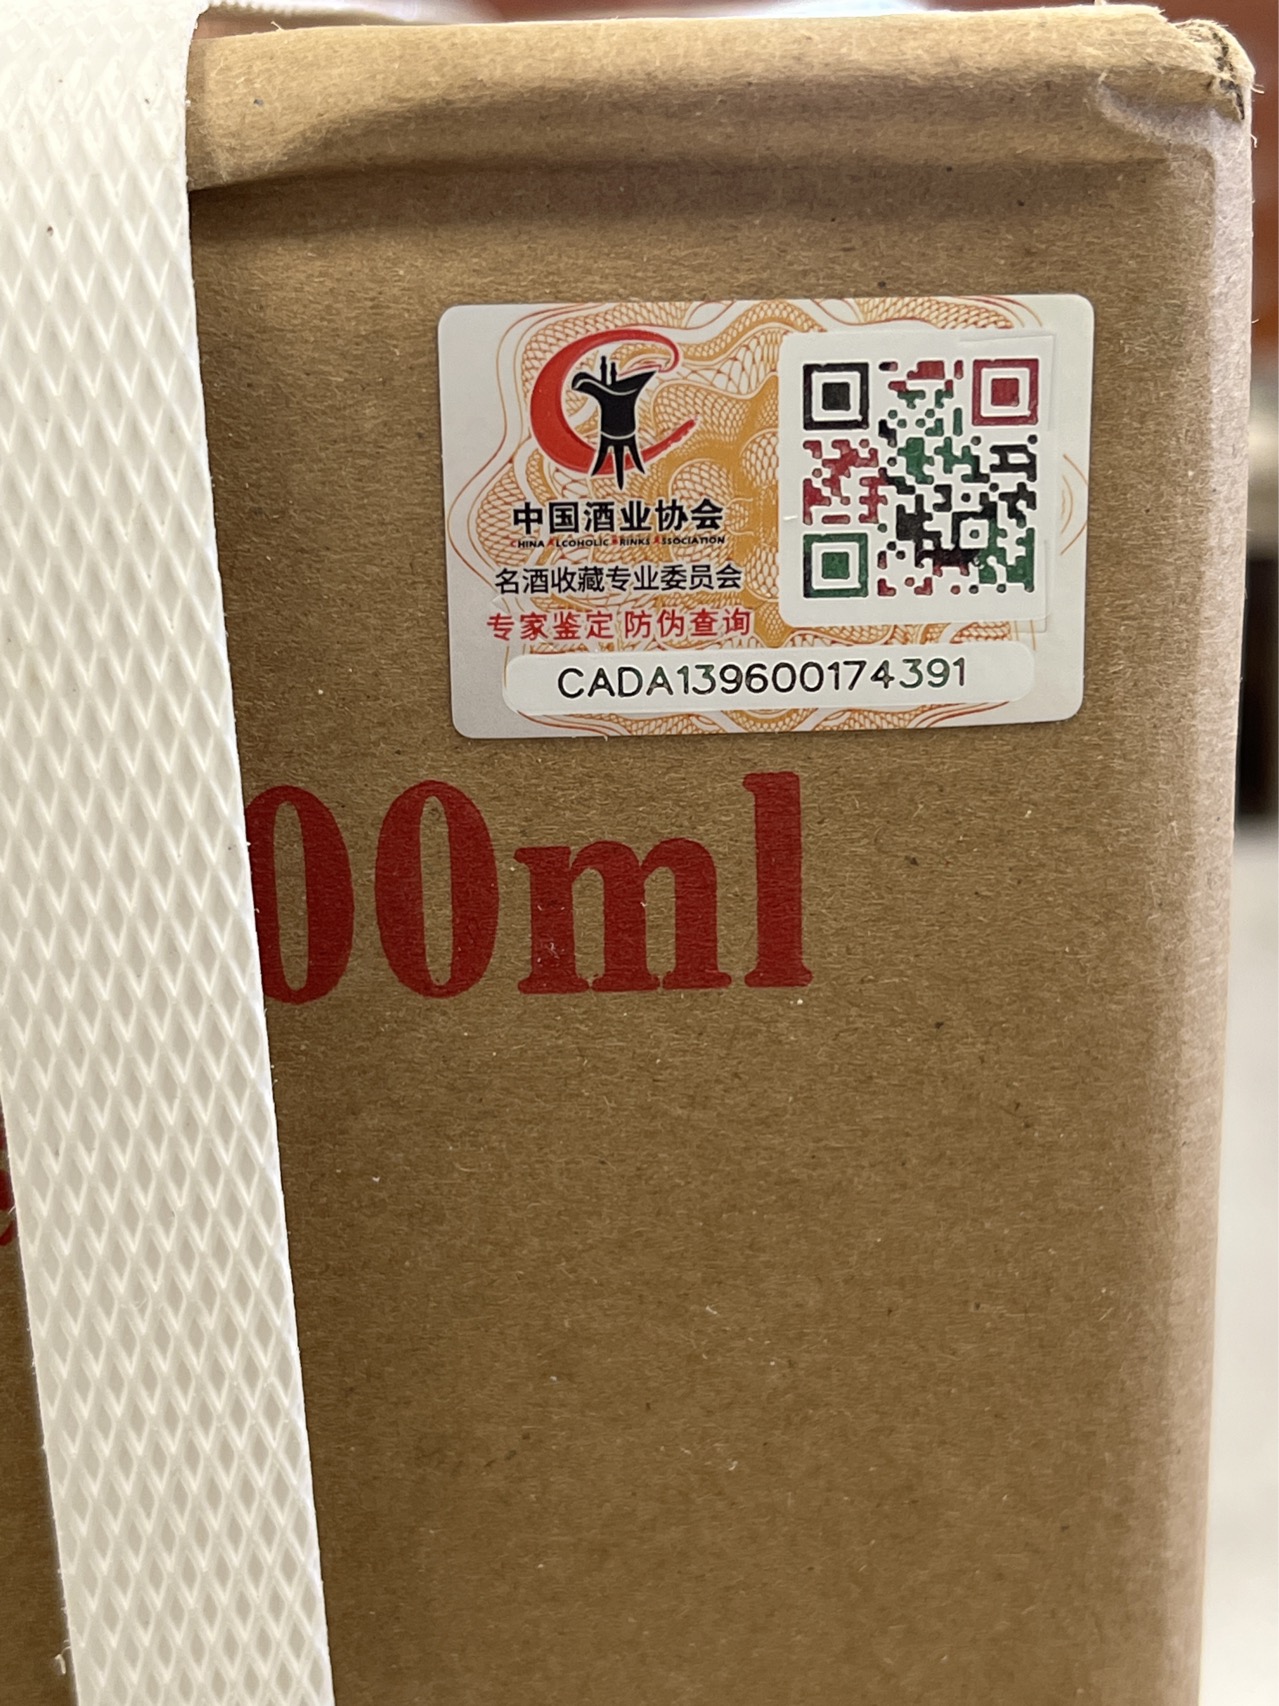 中国酒业协会
CHINA ALCOHOLIC DRINKS ASSOCIATION
名酒收藏专业委员会
专家鉴定 防伪查询
CADA139600174391
00ml